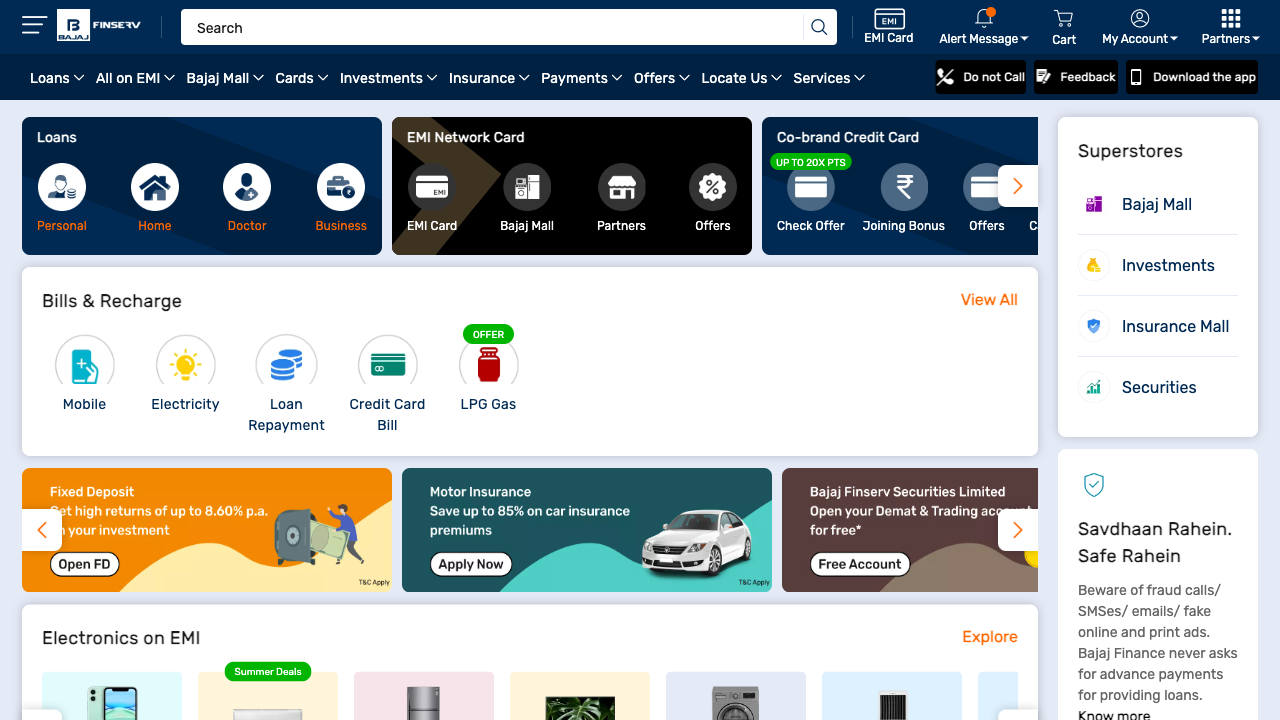 B
BAJAJ
FINSERV
Search
EMI
EMI Card
Alert Message
Cart
My Account
Partners
Loans
All on EMI
Bajaj Mall
Cards
Investments
Insurance
Payments
Offers
Locate Us
Services
Do not Call
Feedback
Download the app
Loans
Personal
Home
Doctor
Business
EMI Network Card
EMI
EMI Card
Bajaj Mall
Partners
Offers
Co-brand Credit Card
UP TO 20X PTS
Check Offer
Joining Bonus
Offers
C
Superstores
Bajaj Mall
Investments
Insurance Mall
Securities
Bills & Recharge
View All
OFFER
Mobile
Electricity
Loan
Repayment
Credit Card
Bill
LPG Gas
Fixed Deposit
Get high returns of up to 8.60% p.a.
on your investment
Open FD
T&C Apply
Motor Insurance
Save up to 85% on car insurance
premiums
Apply Now
T&C Apply
Bajaj Finserv Securities Limited
Open your Demat & Trading account
for free*
Free Account
Savdhaan Rahein.
Safe Rahein
Beware of fraud calls/
SMSes/ emails/ fake
online and print ads.
Bajaj Finance never asks
for advance payments
for providing loans.
Know more
Electronics on EMI
Explore
Summer Deals